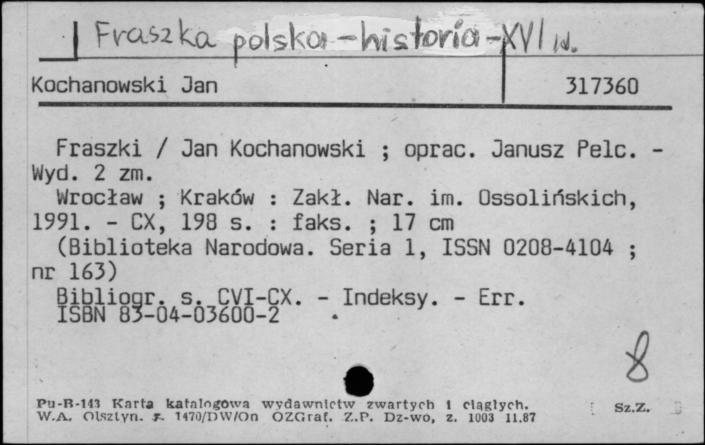 Fraszka polska - historia - XVI w.
Kochanowski Jan 317360
Fraszki / Jan Kochanowski ; oprac. Janusz Pelc. -
Wyd. 2 zm.
Wrocław ; Kraków : Zakł. Nar. im. Ossolińskich,
1991. - CX, 198 s. : faks. ; 17 cm
(Biblioteka Narodowa. Seria 1, ISSN 0208-4104 ;
nr 163)
Bibliogr. s. CVI-CX. - Indeksy. - Err.
ISBN 83-04-03600-2
8
Pu-B-143 Karta katalogowa wydawnictw zwartych i ciągłych. Sz.Z.
W.A. Olsztyn. z. 1470/DW/On OZGraf. Z.P. Dz-wo, z. 1003 11.87